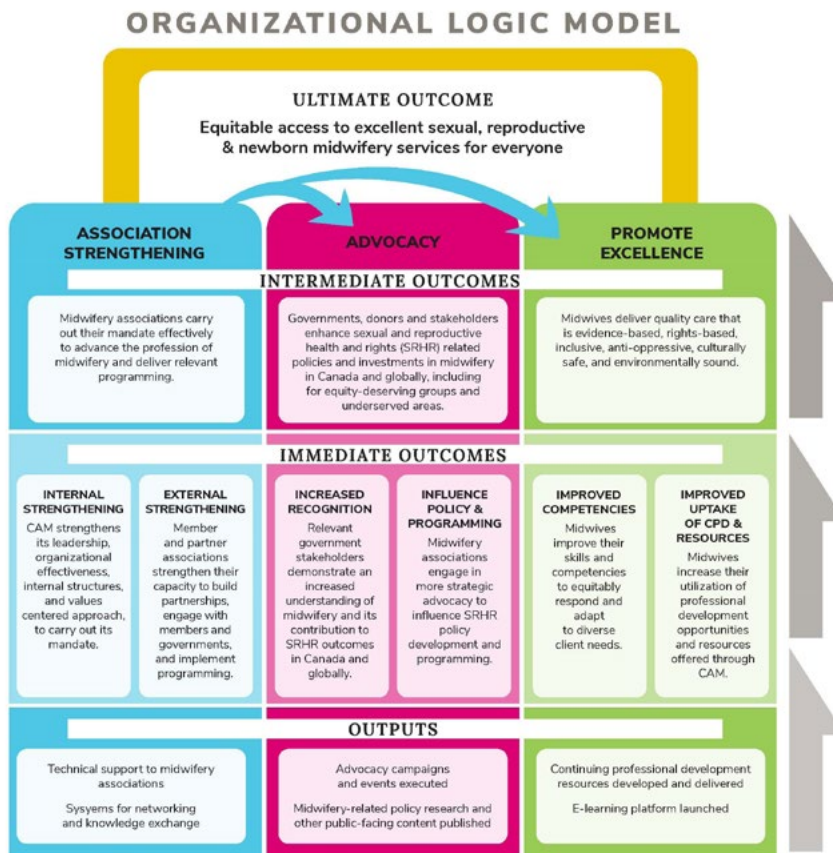 ORGANIZATIONAL LOGIC MODEL
ULTIMATE OUTCOME
Equitable access to excellent sexual, reproductive
& newborn midwifery services for everyone
ASSOCIATION
STRENGTHENING
ADVOCACY
PROMOTE
EXCELLENCE
INTERMEDIATE OUTCOMES
Midwifery associations carry
out their mandate effectively
to advance the profession of
midwifery and deliver relevant
programming.
Governments, donors and stakeholders
enhance sexual and reproductive
health and rights (SRHR) related
policies and investments in midwifery
in Canada and globally, including
for equity-deserving groups and
underserved areas.
Midwives deliver quality care that
is evidence-based, rights-based,
inclusive, anti-oppressive, culturally
safe, and environmentally sound.
IMMEDIATE OUTCOMES
INTERNAL
STRENGTHENING
CAM strengthens
its leadership,
organizational
effectiveness,
internal structures,
and values
centered approach,
to carry out its
mandate.
EXTERNAL
STRENGTHENING
Member
and partner
associations
strengthen their
capacity to build
partnerships,
engage with
members and
governments,
and implement
programming.
INCREASED
RECOGNITION
Relevant
government
stakeholders
demonstrate an
increased
understanding of
midwifery and its
contribution to
SRHR outcomes
in Canada and
globally.
INFLUENCE
POLICY &
PROGRAMMING
Midwifery
associations
engage in
more strategic
advocacy to
influence SRHR
policy
development and
programming.
IMPROVED
COMPETENCIES
Midwives
improve their
skills and
competencies
to equitably
respond and
adapt
to diverse
client needs.
IMPROVED
UPTAKE
OF CPD &
RESOURCES
Midwives
increase their
utilization of
professional
development
opportunities
and resources
offered through
CAM.
OUTPUTS
Technical support to midwifery
associations
Sysyems for networking
and knowledge exchange
Advocacy campaigns
and events executed
Midwifery-related policy research and
other public-facing content published
Continuing professional development
resources developed and delivered
E-learning platform launched